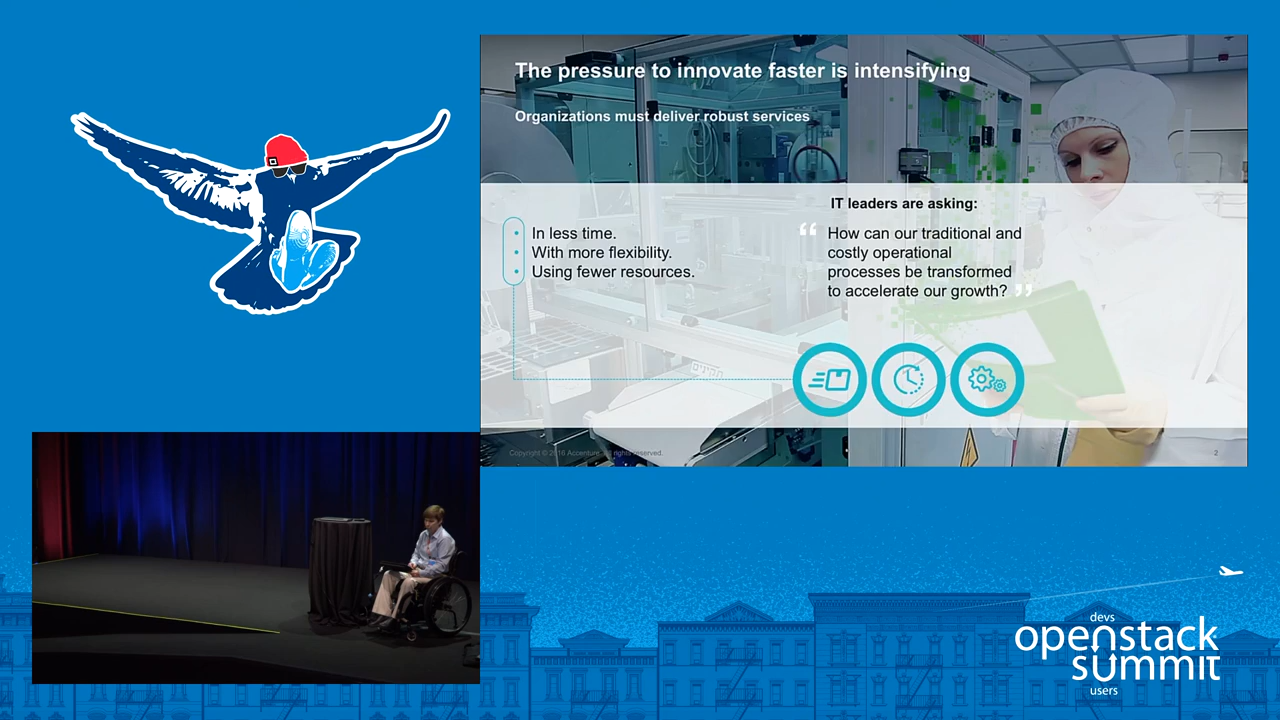 The pressure to innovate faster is intensifying
Organizations must deliver robust services
• In less time.
• With more flexibility.
• Using fewer resources.
IT leaders are asking:
“ How can our traditional and
costly operational
processes be transformed
to accelerate our growth? ”
Copyright © 2016 Accenture. All rights reserved.
2
devs
openstack
summit
users